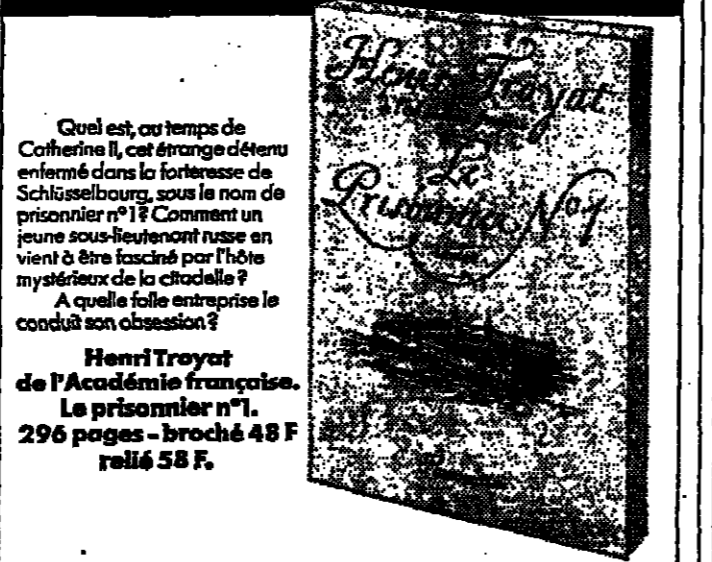 Quel est, au temps de
Catherine II, cet étrange détenu
enfermé dans la forteresse de
Schlüsselbourg, sous le nom de
prisonnier n°1 ? Comment un
jeune sous-lieutenant russe en
vient à être fasciné par l'hôte
mystérieux de la citadelle ?
A quelle folle entreprise le
conduit son obsession ?
Henri Troyat
de l'Académie française.
Le prisonnier n°1.
296 pages - broché 48 F
relié 58 F.
Henri Troyat
Le
Prisonnier N°1